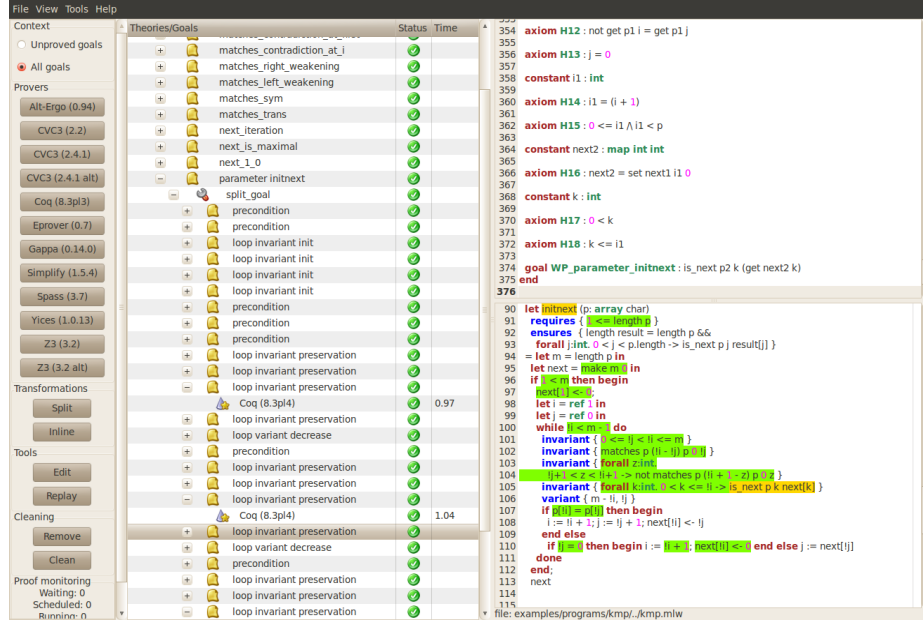 File View Tools Help
Context
Unproved goals
All goals
Provers
Alt-Ergo (0.94)
CVC3 (2.2)
CVC3 (2.4.1)
CVC3 (2.4.1 alt)
Coq (8.3pl3)
Eprover (0.7)
Gappa (0.14.0)
Simplify (1.5.4)
Spass (3.7)
Yices (1.0.13)
Z3 (3.2)
Z3 (3.2 alt)
Transformations
Split
Inline
Tools
Edit
Replay
Cleaning
Remove
Clean
Proof monitoring
Waiting: 0
Scheduled: 0
Running: 0
Theories/Goals Status Time
matches_contradiction_at_i
matches_right_weakening
matches_left_weakening
matches_sym
matches_trans
next_iteration
next_is_maximal
next_1_0
parameter initnext
split_goal
precondition
precondition
loop invariant init
loop invariant init
loop invariant init
loop invariant init
precondition
precondition
precondition
loop invariant preservation
loop invariant preservation
loop invariant preservation
Coq (8.3pl4) 0.97
loop invariant preservation
loop variant decrease
precondition
loop invariant preservation
loop invariant preservation
loop invariant preservation
Coq (8.3pl4) 1.04
loop invariant preservation
loop variant decrease
precondition
loop invariant preservation
loop invariant preservation
loop invariant preservation
353
354 axiom H12 : not get p1 i = get p1 j
355
356 axiom H13 : j = 0
357
358 constant i1 : int
359
360 axiom H14 : i1 = (i + 1)
361
362 axiom H15 : 0 <= i1 /\ i1 < p
363
364 constant next2 : map int int
365
366 axiom H16 : next2 = set next1 i1 0
367
368 constant k : int
369
370 axiom H17 : 0 < k
371
372 axiom H18 : k <= i1
373
374 goal WP_parameter_initnext : is_next p2 k (get next2 k)
375 end
376
90 let initnext (p: array char)
91 requires { 1 <= length p }
92 ensures { length result = length p &&
93 forall j:int. 0 < j < p.length -> is_next p j result[j] }
94 = let m = length p in
95 let next = make m 0 in
96 if 1 < m then begin
97 next[1] <- 0;
98 let i = ref 1 in
99 let j = ref 0 in
100 while !i < m - 1 do
101 invariant { 0 <= !j < !i <= m }
102 invariant { matches p (!i - !j) p 0 !j }
103 invariant { forall z:int.
104 !j+1 < z < !i+1 -> not matches p (!i + 1 - z) p 0 z }
105 invariant { forall k:int. 0 < k <= !i -> is_next p k next[k] }
106 variant { m - !i, !j }
107 if p[!i] = p[!j] then begin
108 i := !i + 1; j := !j + 1; next[!i] <- !j
109 end else
110 if !j = 0 then begin i := !i + 1; next[!i] <- 0 end else j := next[!j]
111 done
112 end;
113 next
114
115
file: examples/programs/kmp/../kmp.mlw